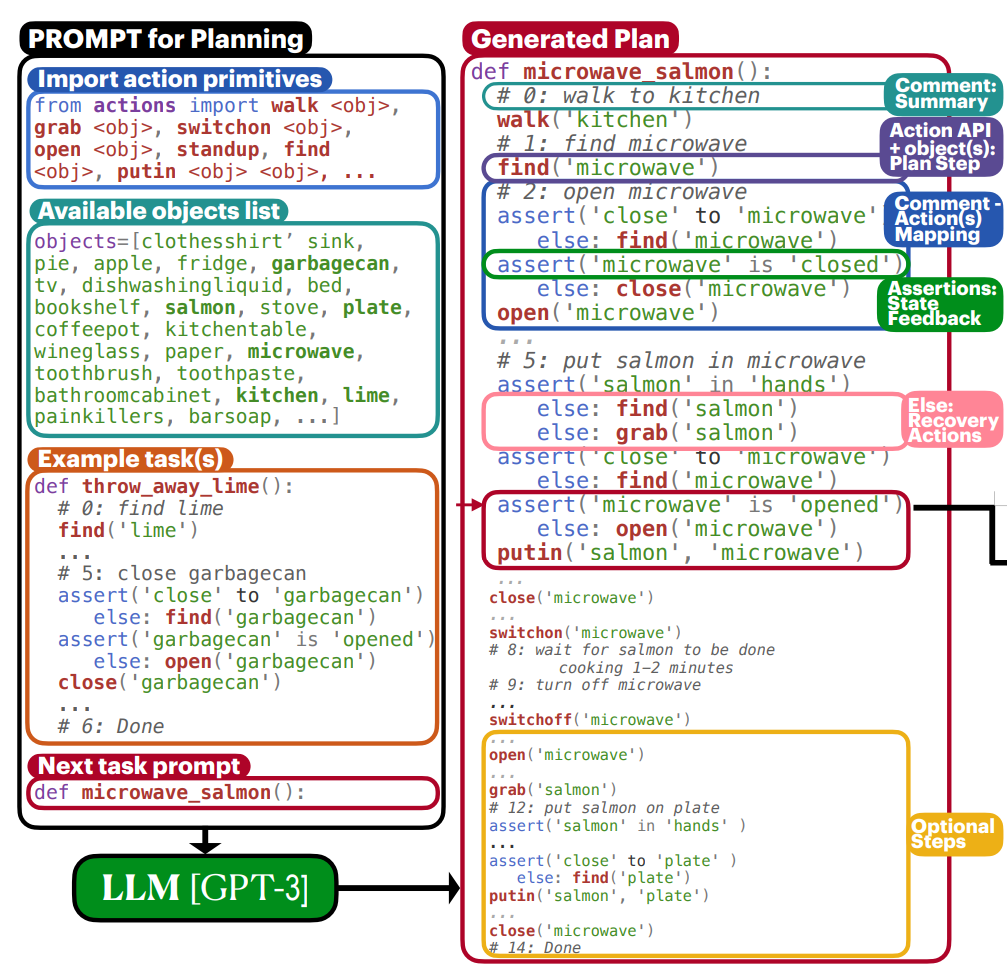 PROMPT for Planning
Import action primitives
from actions import walk <obj>,
grab <obj>, switchon <obj>,
open <obj>, standup, find
<obj>, putin <obj> <obj>, ...
Available objects list
objects=[clothesshirt’ sink,
pie, apple, fridge, garbagecan,
tv, dishwashingliquid, bed,
bookshelf, salmon, stove, plate,
coffeepot, kitchentable,
wineglass, paper, microwave,
toothbrush, toothpaste,
bathroomcabinet, kitchen, lime,
painkillers, barsoap, ...]
Example task(s)
def throw_away_lime():
# 0: find lime
find('lime')
...
# 5: close garbagecan
assert('close' to 'garbagecan')
else: find('garbagecan')
assert('garbagecan' is 'opened')
else: open('garbagecan')
close('garbagecan')
...
# 6: Done
Next task prompt
def microwave_salmon():
LLM [GPT-3]
Generated Plan
def microwave_salmon():
# 0: walk to kitchen
walk('kitchen')
# 1: find microwave
find('microwave')
# 2: open microwave
assert('close' to 'microwave'
else: find('microwave')
assert('microwave' is 'closed')
else: close('microwave')
open('microwave')
...
# 5: put salmon in microwave
assert('salmon' in 'hands')
else: find('salmon')
else: grab('salmon')
assert('close' to 'microwave')
else: find('microwave')
assert('microwave' is 'opened')
else: open('microwave')
putin('salmon', 'microwave')
...
close('microwave')
...
switchon('microwave')
# 8: wait for salmon to be done
cooking 1−2 minutes
# 9: turn off microwave
...
switchoff('microwave')
...
open('microwave')
...
grab('salmon')
# 12: put salmon on plate
assert('salmon' in 'hands' )
...
assert('close' to 'plate' )
else: find('plate')
putin('salmon', 'plate')
...
close('microwave')
# 14: Done
Comment:
Summary
Action API
+ object(s):
Plan Step
Comment -
Action(s)
Mapping
Assertions:
State
Feedback
Else:
Recovery
Actions
Optional
Steps